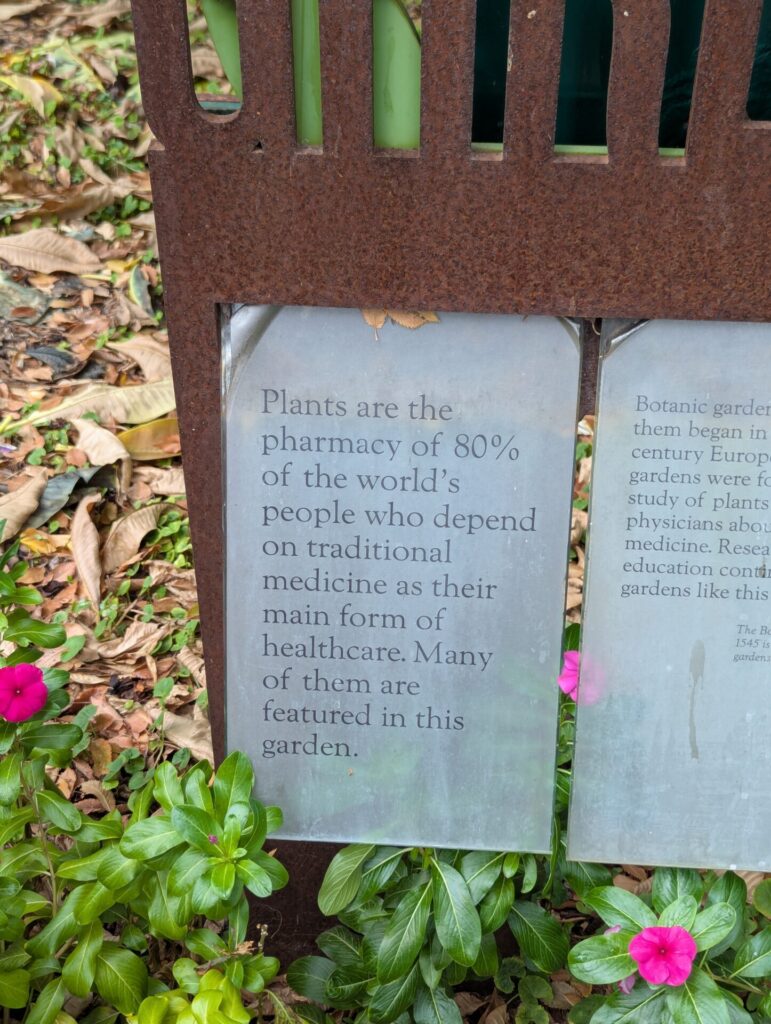 Plants are the
pharmacy of 80%
of the world's
people who depend
on traditional
medicine as their
main form of
healthcare. Many
of them are
featured in this
garden.
Botanic
them began in
century
gardens were
study of plants
physicians
medicine.
education
gardens like this
The
1545 is